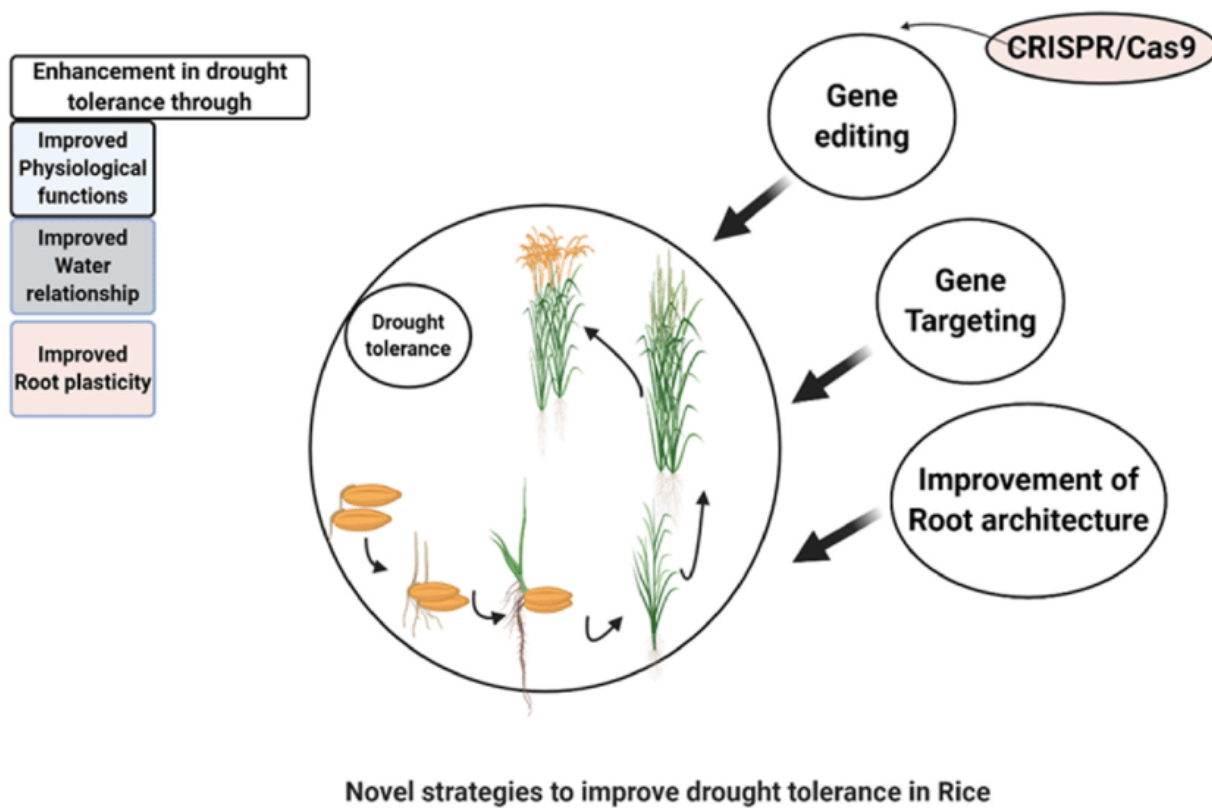 Enhancement in drought
tolerance through
Improved
Physiological
functions
Improved
Water
relationship
Improved
Root plasticity
CRISPR/Cas9
Gene
editing
Gene
Targeting
Improvement of
Root architecture
Drought
tolerance
Novel strategies to improve drought tolerance in Rice